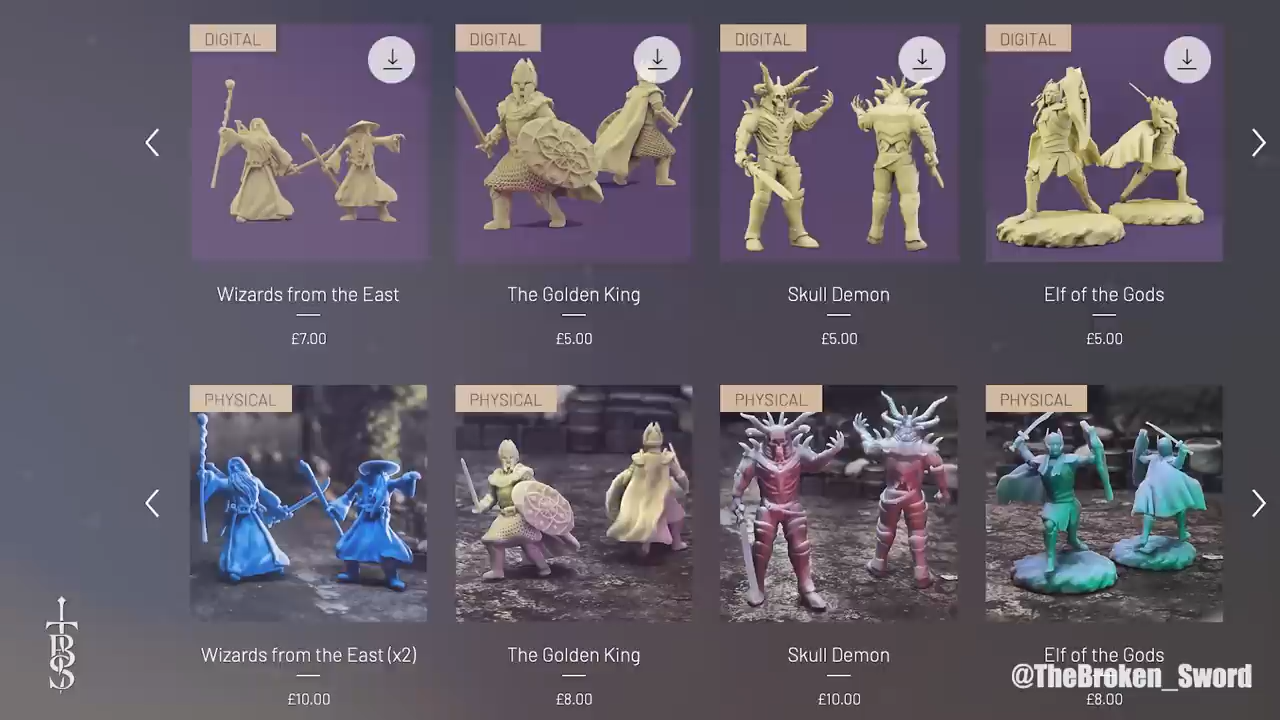 DIGITAL DIGITAL DIGITAL DIGITAL
Wizards from the East The Golden King Skull Demon Elf of the Gods
£7.00 £5.00 £5.00 £5.00
PHYSICAL PHYSICAL PHYSICAL PHYSICAL
Wizards from the East (x2) The Golden King Skull Demon Elf of the Gods
@TheBroken_Sword
£10.00 £8.00 £10.00 £8.00
TBS